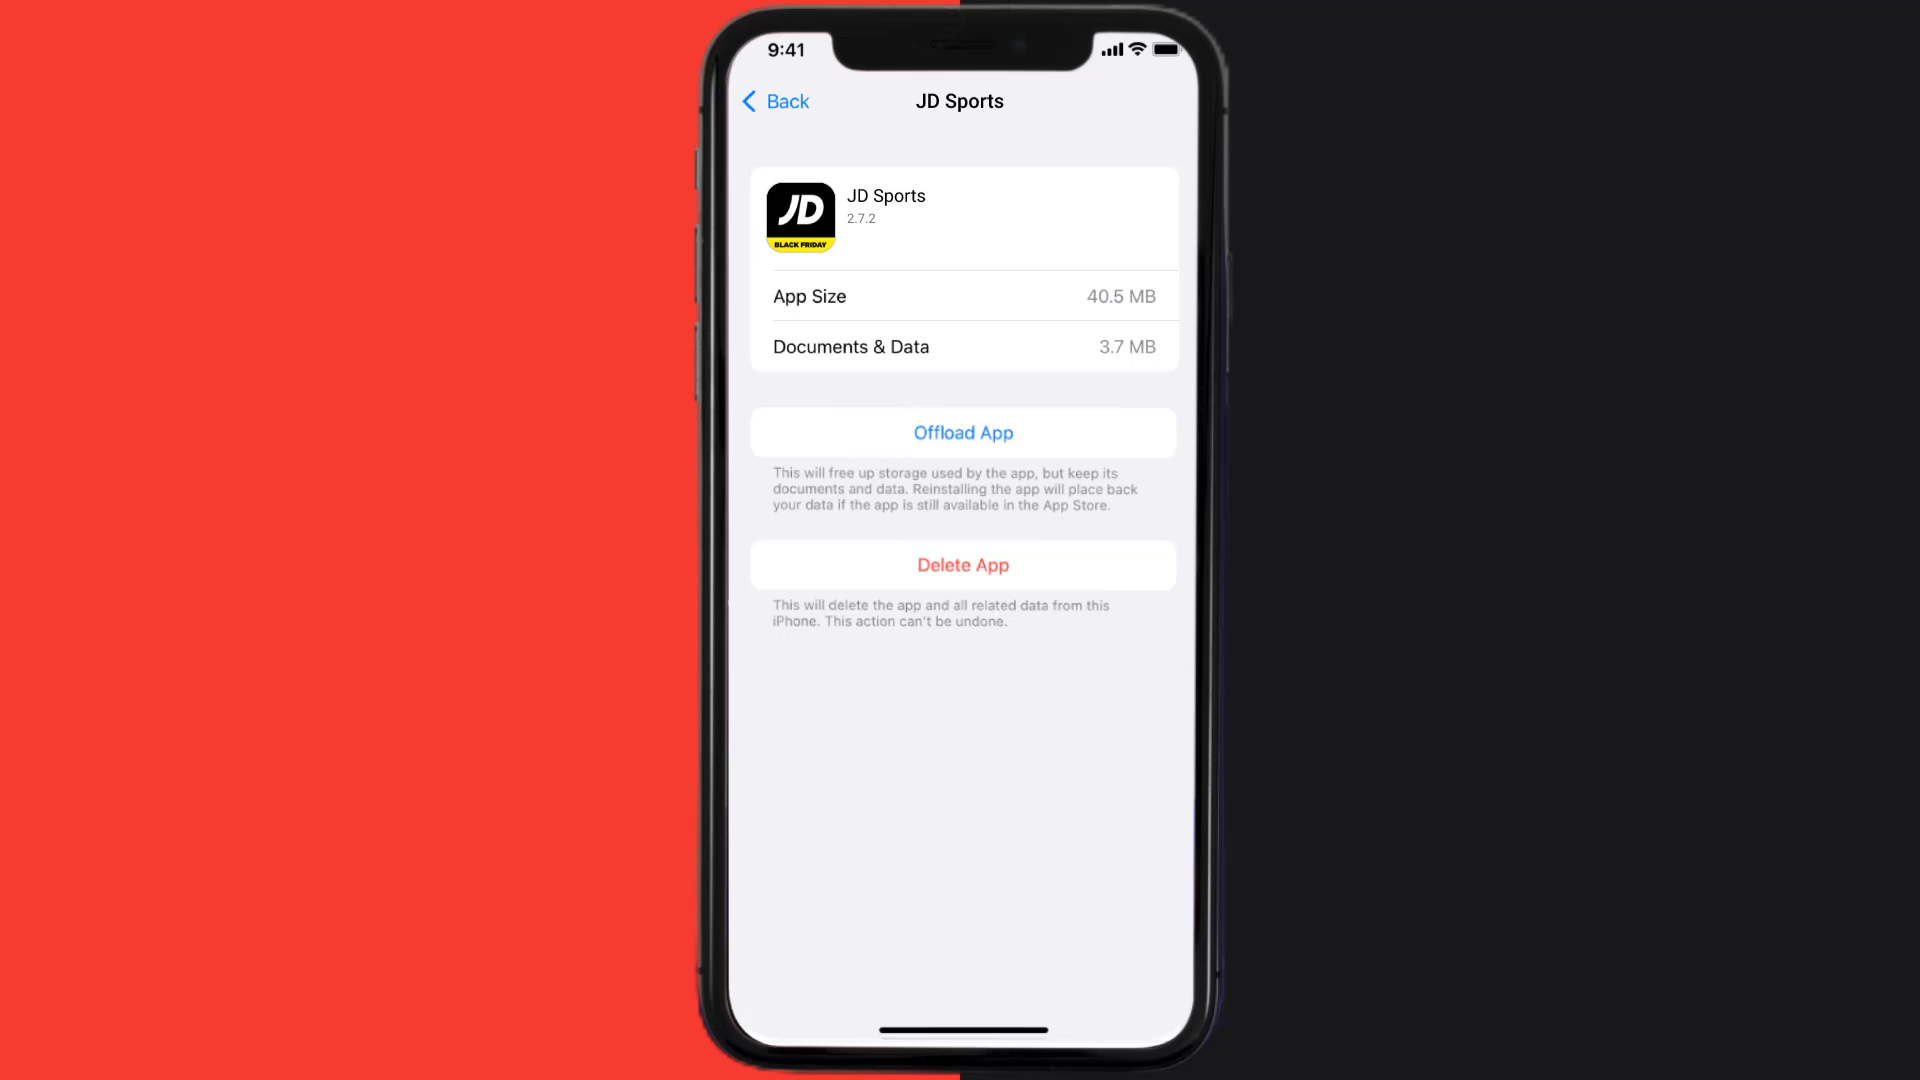 9:41
Back
JD Sports
JD
BLACK FRIDAY
JD Sports
2.7.2
App Size
40.5 MB
Documents & Data
3.7 MB
Offload App
This will free up storage used by the app, but keep its
documents and data. Reinstalling the app will place back
your data if the app is still available in the App Store.
Delete App
This will delete the app and all related data from this
iPhone. This action can't be undone.